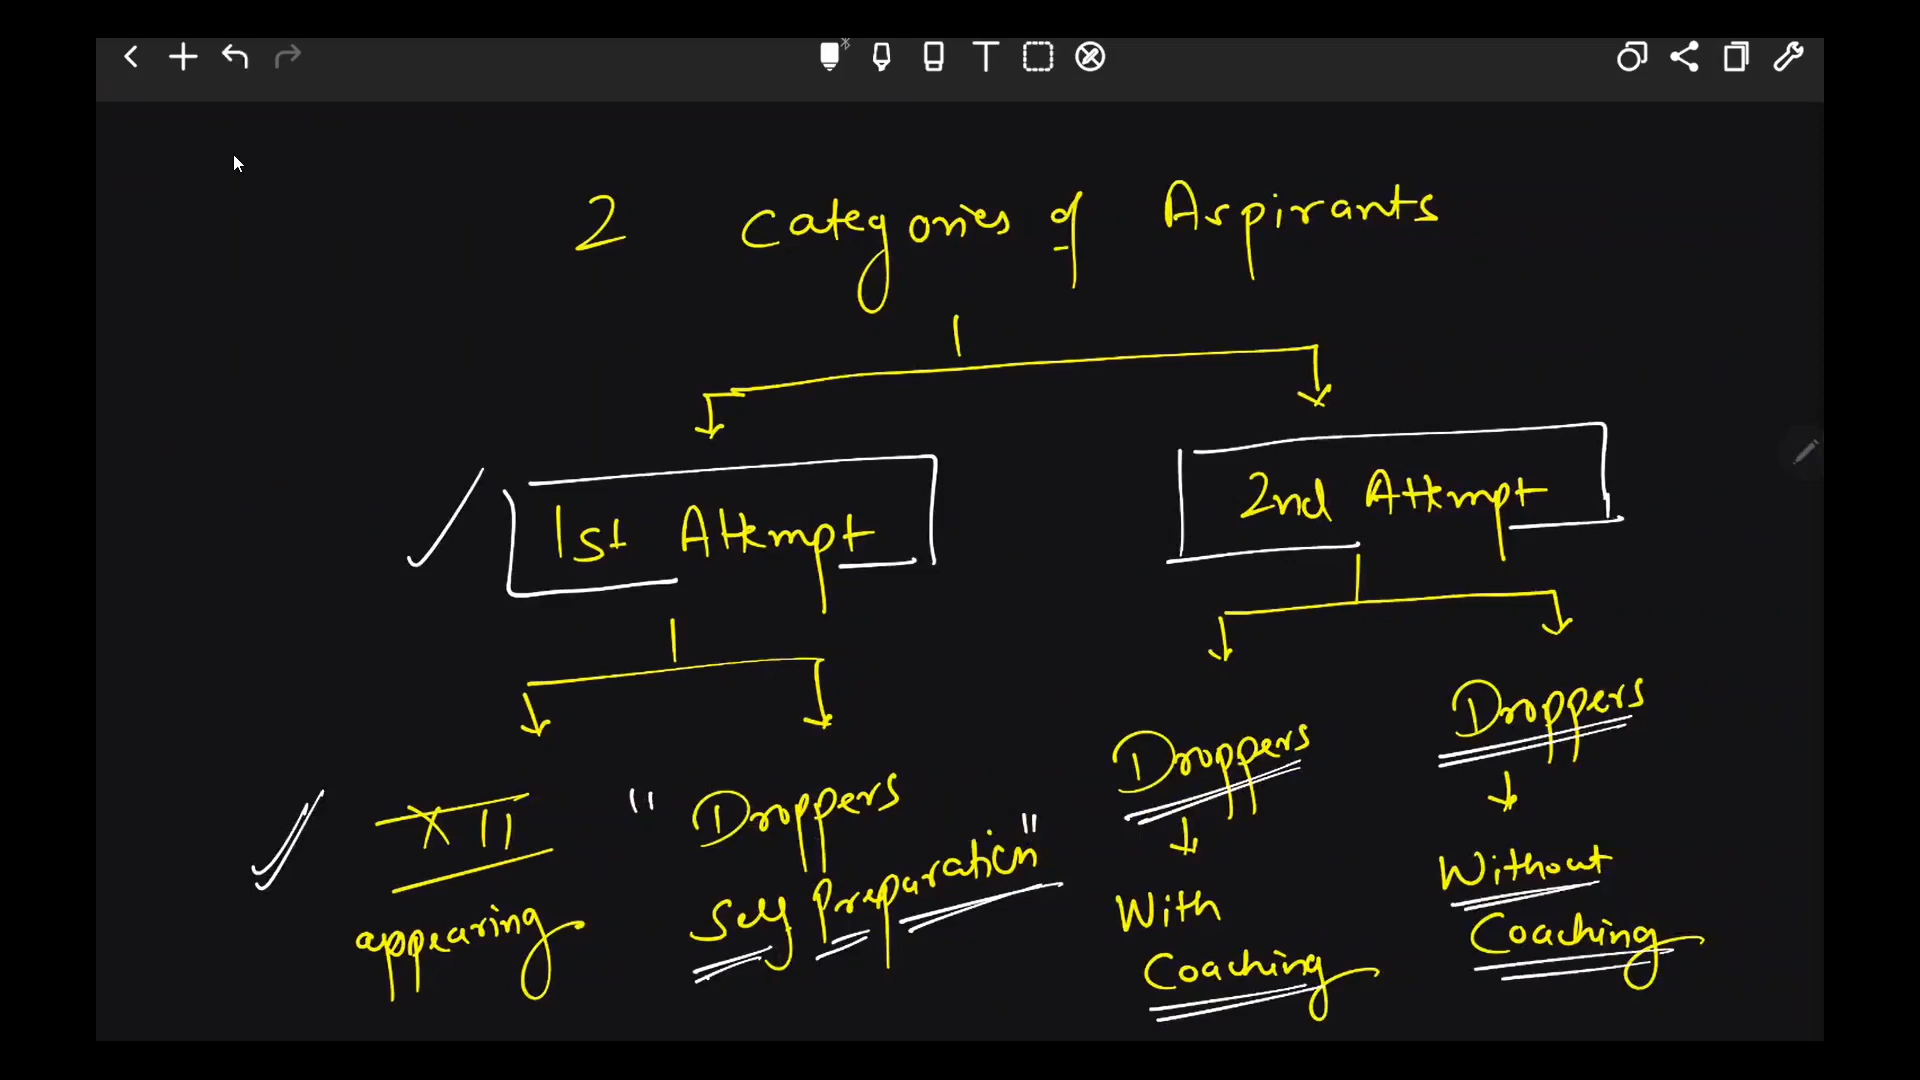 2 Categories of Aspirants
1st Attempt
2nd Attempt
XII
appearing
" Droppers
Self Preparation"
Droppers
With
Coaching
Droppers
Without
Coaching